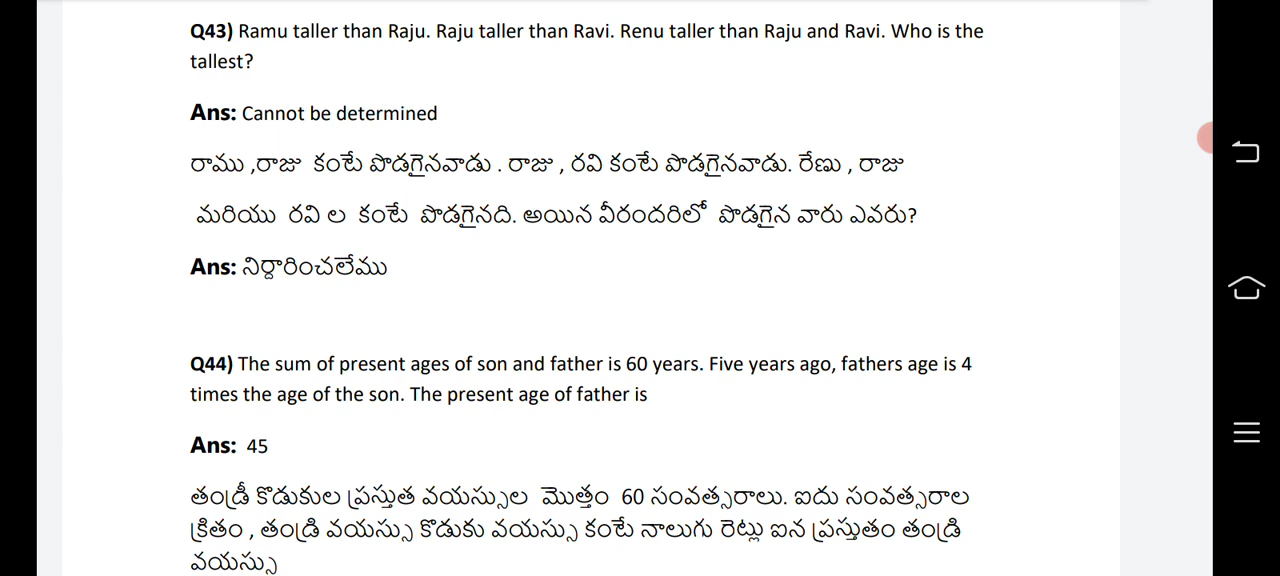 Q43) Ramu taller than Raju. Raju taller than Ravi. Renu taller than Raju and Ravi. Who is the
tallest?
Ans: Cannot be determined
రాము ,రాజు కంటే పొడగైనవాడు . రాజు , రవి కంటే పొడగైనవాడు. రేణు , రాజు
మరియు రవి ల కంటే పొడగైనది. అయిన వీరందరిలో పొడగైన వారు ఎవరు?
Ans: నిర్దారించలేము
Q44) The sum of present ages of son and father is 60 years. Five years ago, fathers age is 4
times the age of the son. The present age of father is
Ans: 45
తండ్రీ కొడుకుల ప్రస్తుత వయస్సుల మొత్తం 60 సంవత్సరాలు. ఐదు సంవత్సరాల
క్రితం , తండ్రి వయస్సు కొడుకు వయస్సు కంటే నాలుగు రెట్లు ఐన ప్రస్తుతం తండ్రి
వయస్సు